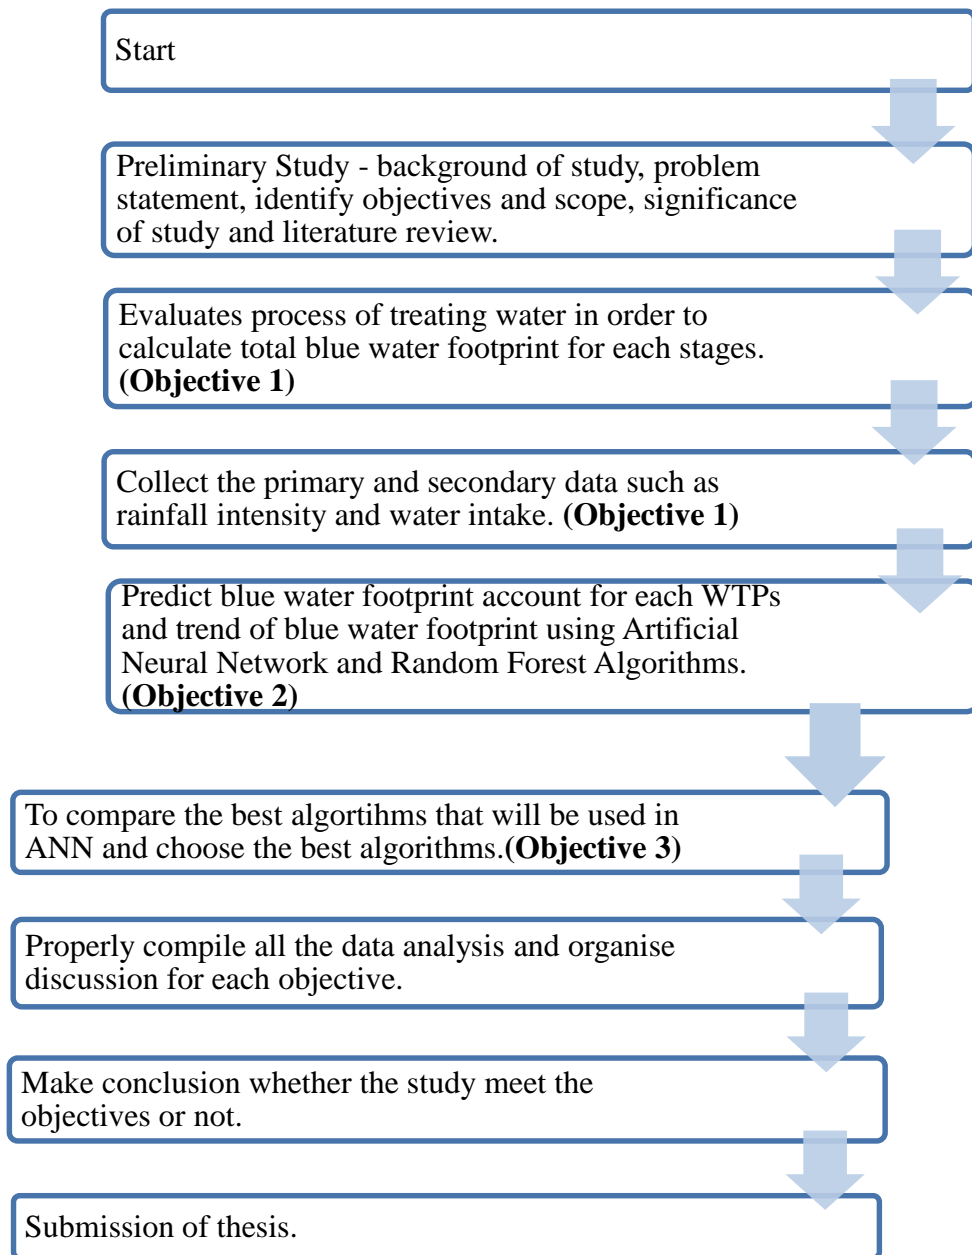 Start
Preliminary Study - background of study, problem
statement, identify objectives and scope, significance
of study and literature review.
Evaluates process of treating water in order to
calculate total blue water footprint for each stages.
(Objective 1)
Collect the primary and secondary data such as
rainfall intensity and water intake. (Objective 1)
Predict blue water footprint account for each WTPs
and trend of blue water footprint using Artificial
Neural Network and Random Forest Algorithms.
(Objective 2)
To compare the best algortihms that will be used in
ANN and choose the best algorithms.(Objective 3)
Properly compile all the data analysis and organise
discussion for each objective.
Make conclusion whether the study meet the
objectives or not.
Submission of thesis.